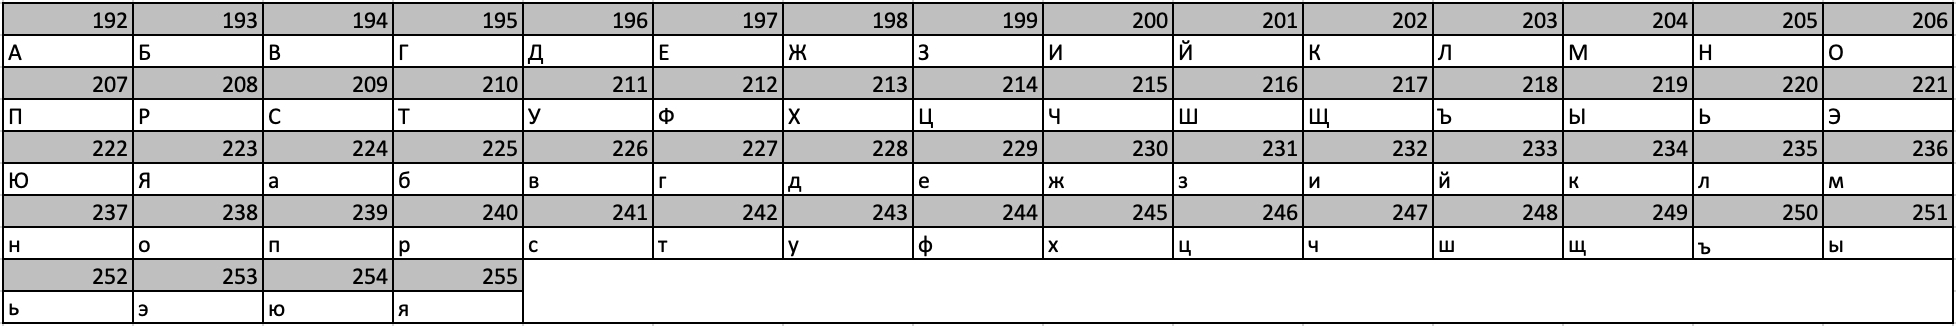 192 193 194 195 196 197 198 199 200 201 202 203 204 205 206
А Б В Г Д Е Ж З И Й К Л М Н О
207 208 209 210 211 212 213 214 215 216 217 218 219 220 221
П Р С Т У Ф Х Ц Ч Ш Щ Ъ Ы Ь Э
222 223 224 225 226 227 228 229 230 231 232 233 234 235 236
Ю Я а б в г д е ж з и й к л м
237 238 239 240 241 242 243 244 245 246 247 248 249 250 251
н о п р с т у ф х ц ч ш щ ъ ы
252 253 254 255
ь э ю я